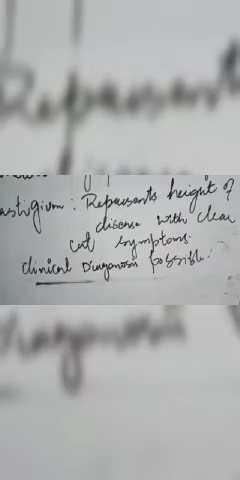 astigium : Represents height of
disease with clear
cut symptoms.
clinical Diagnosis possible.